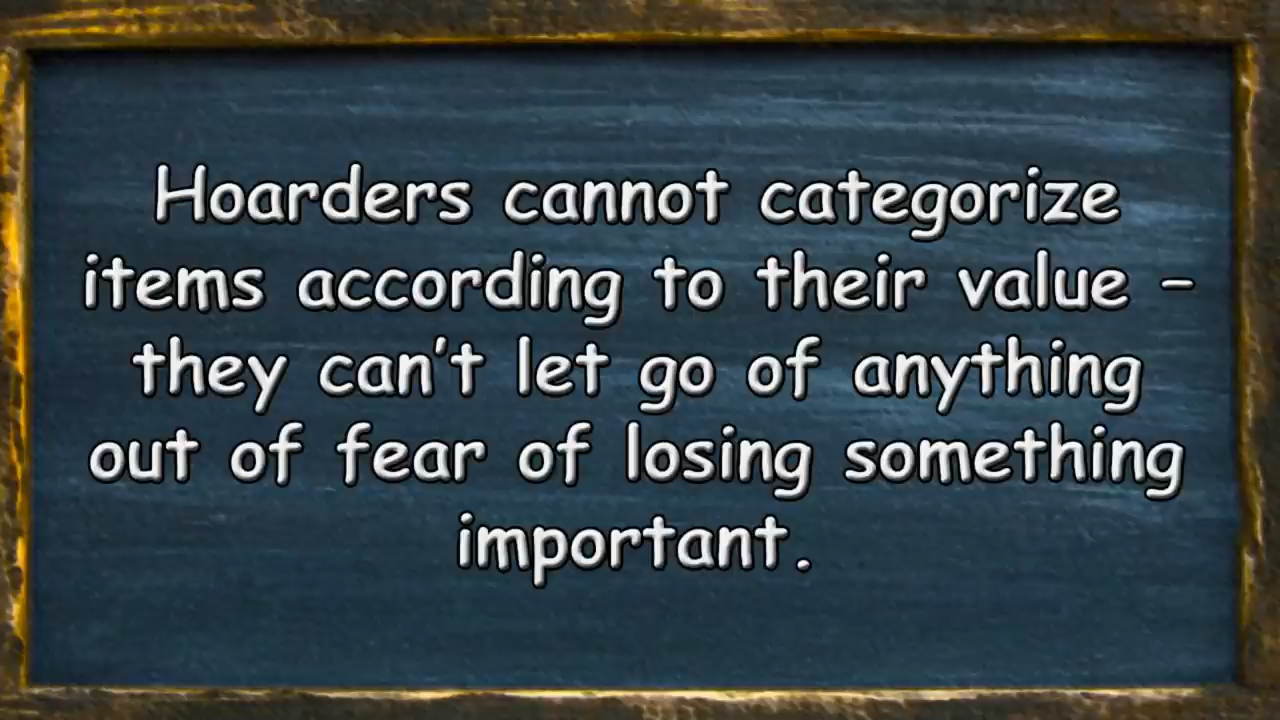 Hoarders cannot categorize
items according to their value –
they can't let go of anything
out of fear of losing something
important.